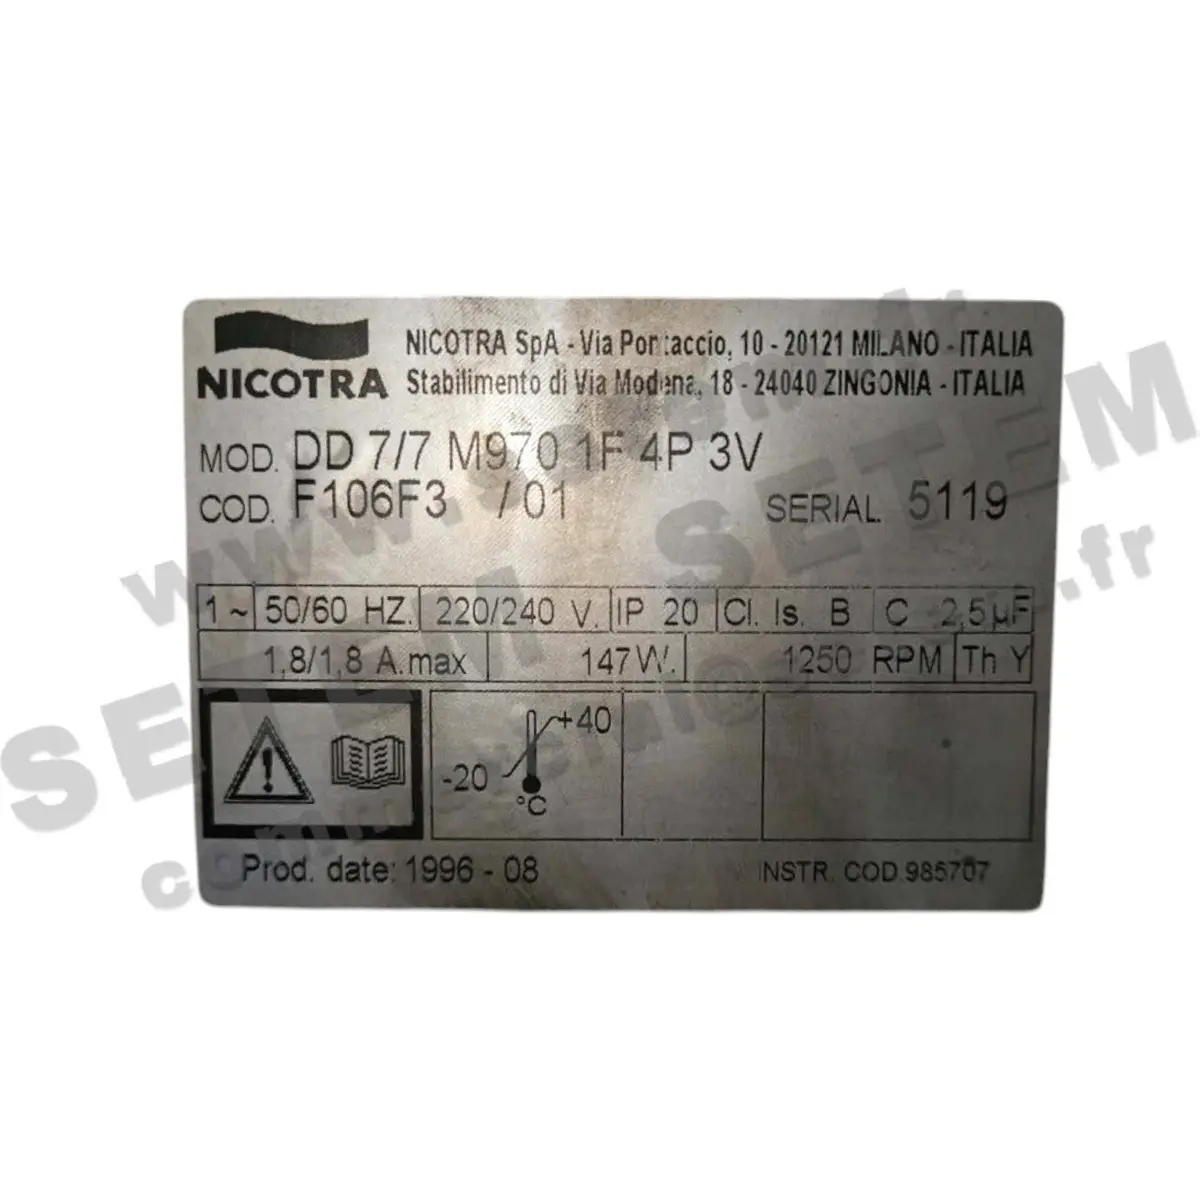 NICOTRA SpA - Via Pontaccio, 10 - 20121 MILANO - ITALIA
NICOTRA Stabilimento di Via Modena, 18 - 24040 ZINGONIA - ITALIA
MOD. DD 7/7 M970 1F 4P 3V
COD. F106F3 /01 SERIAL. 5119
1~ 50/60 HZ. 220/240 V. IP 20 Cl. Is. B C 2,5µF
1,8/1,8 A.max 147W. 1250 RPM Th Y
+40
-20
°C
Prod. date: 1996 - 08 INSTR. COD.985707
SETEM
SETEM
SETEM